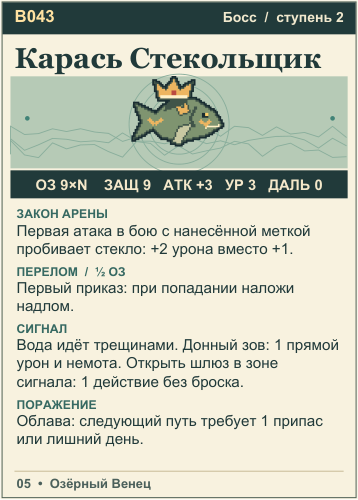 B043
Босс / ступень 2
Карась Стекольщик
ОЗ 9×N ЗАЩ 9 АТК +3 УР 3 ДАЛЬ 0
ЗАКОН АРЕНЫ
Первая атака в бою с нанесённой меткой
пробивает стекло: +2 урона вместо +1.
ПЕРЕЛОМ / ½ ОЗ
Первый приказ: при попадании наложи
надлом.
СИГНАЛ
Вода идёт трещинами. Донный зов: 1 прямой
урон и немота. Открыть шлюз в зоне
сигнала: 1 действие без броска.
ПОРАЖЕНИЕ
Облава: следующий путь требует 1 припас
или лишний день.
05 • Озёрный Венец